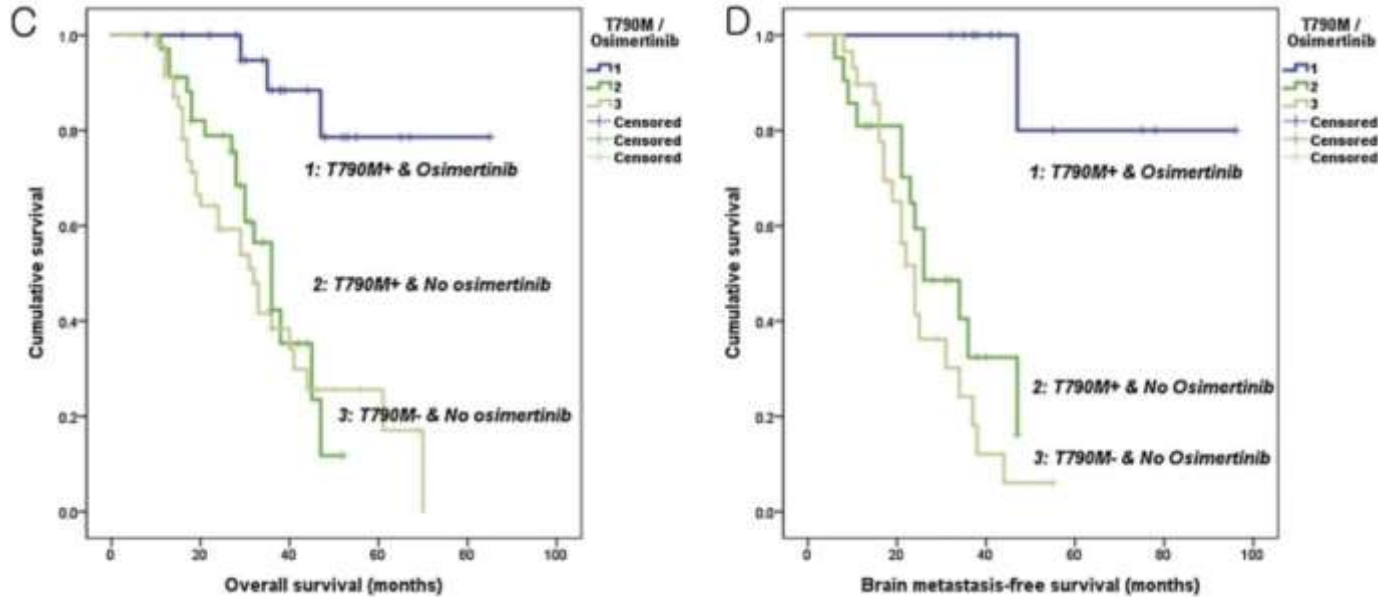 C
1.0
0.8
0.6
0.4
0.2
0.0
Cumulative survival
0 20 40 60 80 100
Overall survival (months)
1: T790M+ & Osimertinib
2: T790M+ & No osimertinib
3: T790M- & No osimertinib
T790M /
Osimertinib
1
2
3
Censored
Censored
Censored
D
1.0
0.8
0.6
0.4
0.2
0.0
Cumulative survival
0 20 40 60 80 100
Brain metastasis-free survival (months)
1: T790M+ & Osimertinib
2: T790M+ & No Osimertinib
3: T790M- & No Osimertinib
T790M /
Osimertinib
1
2
3
Censored
Censored
Censored